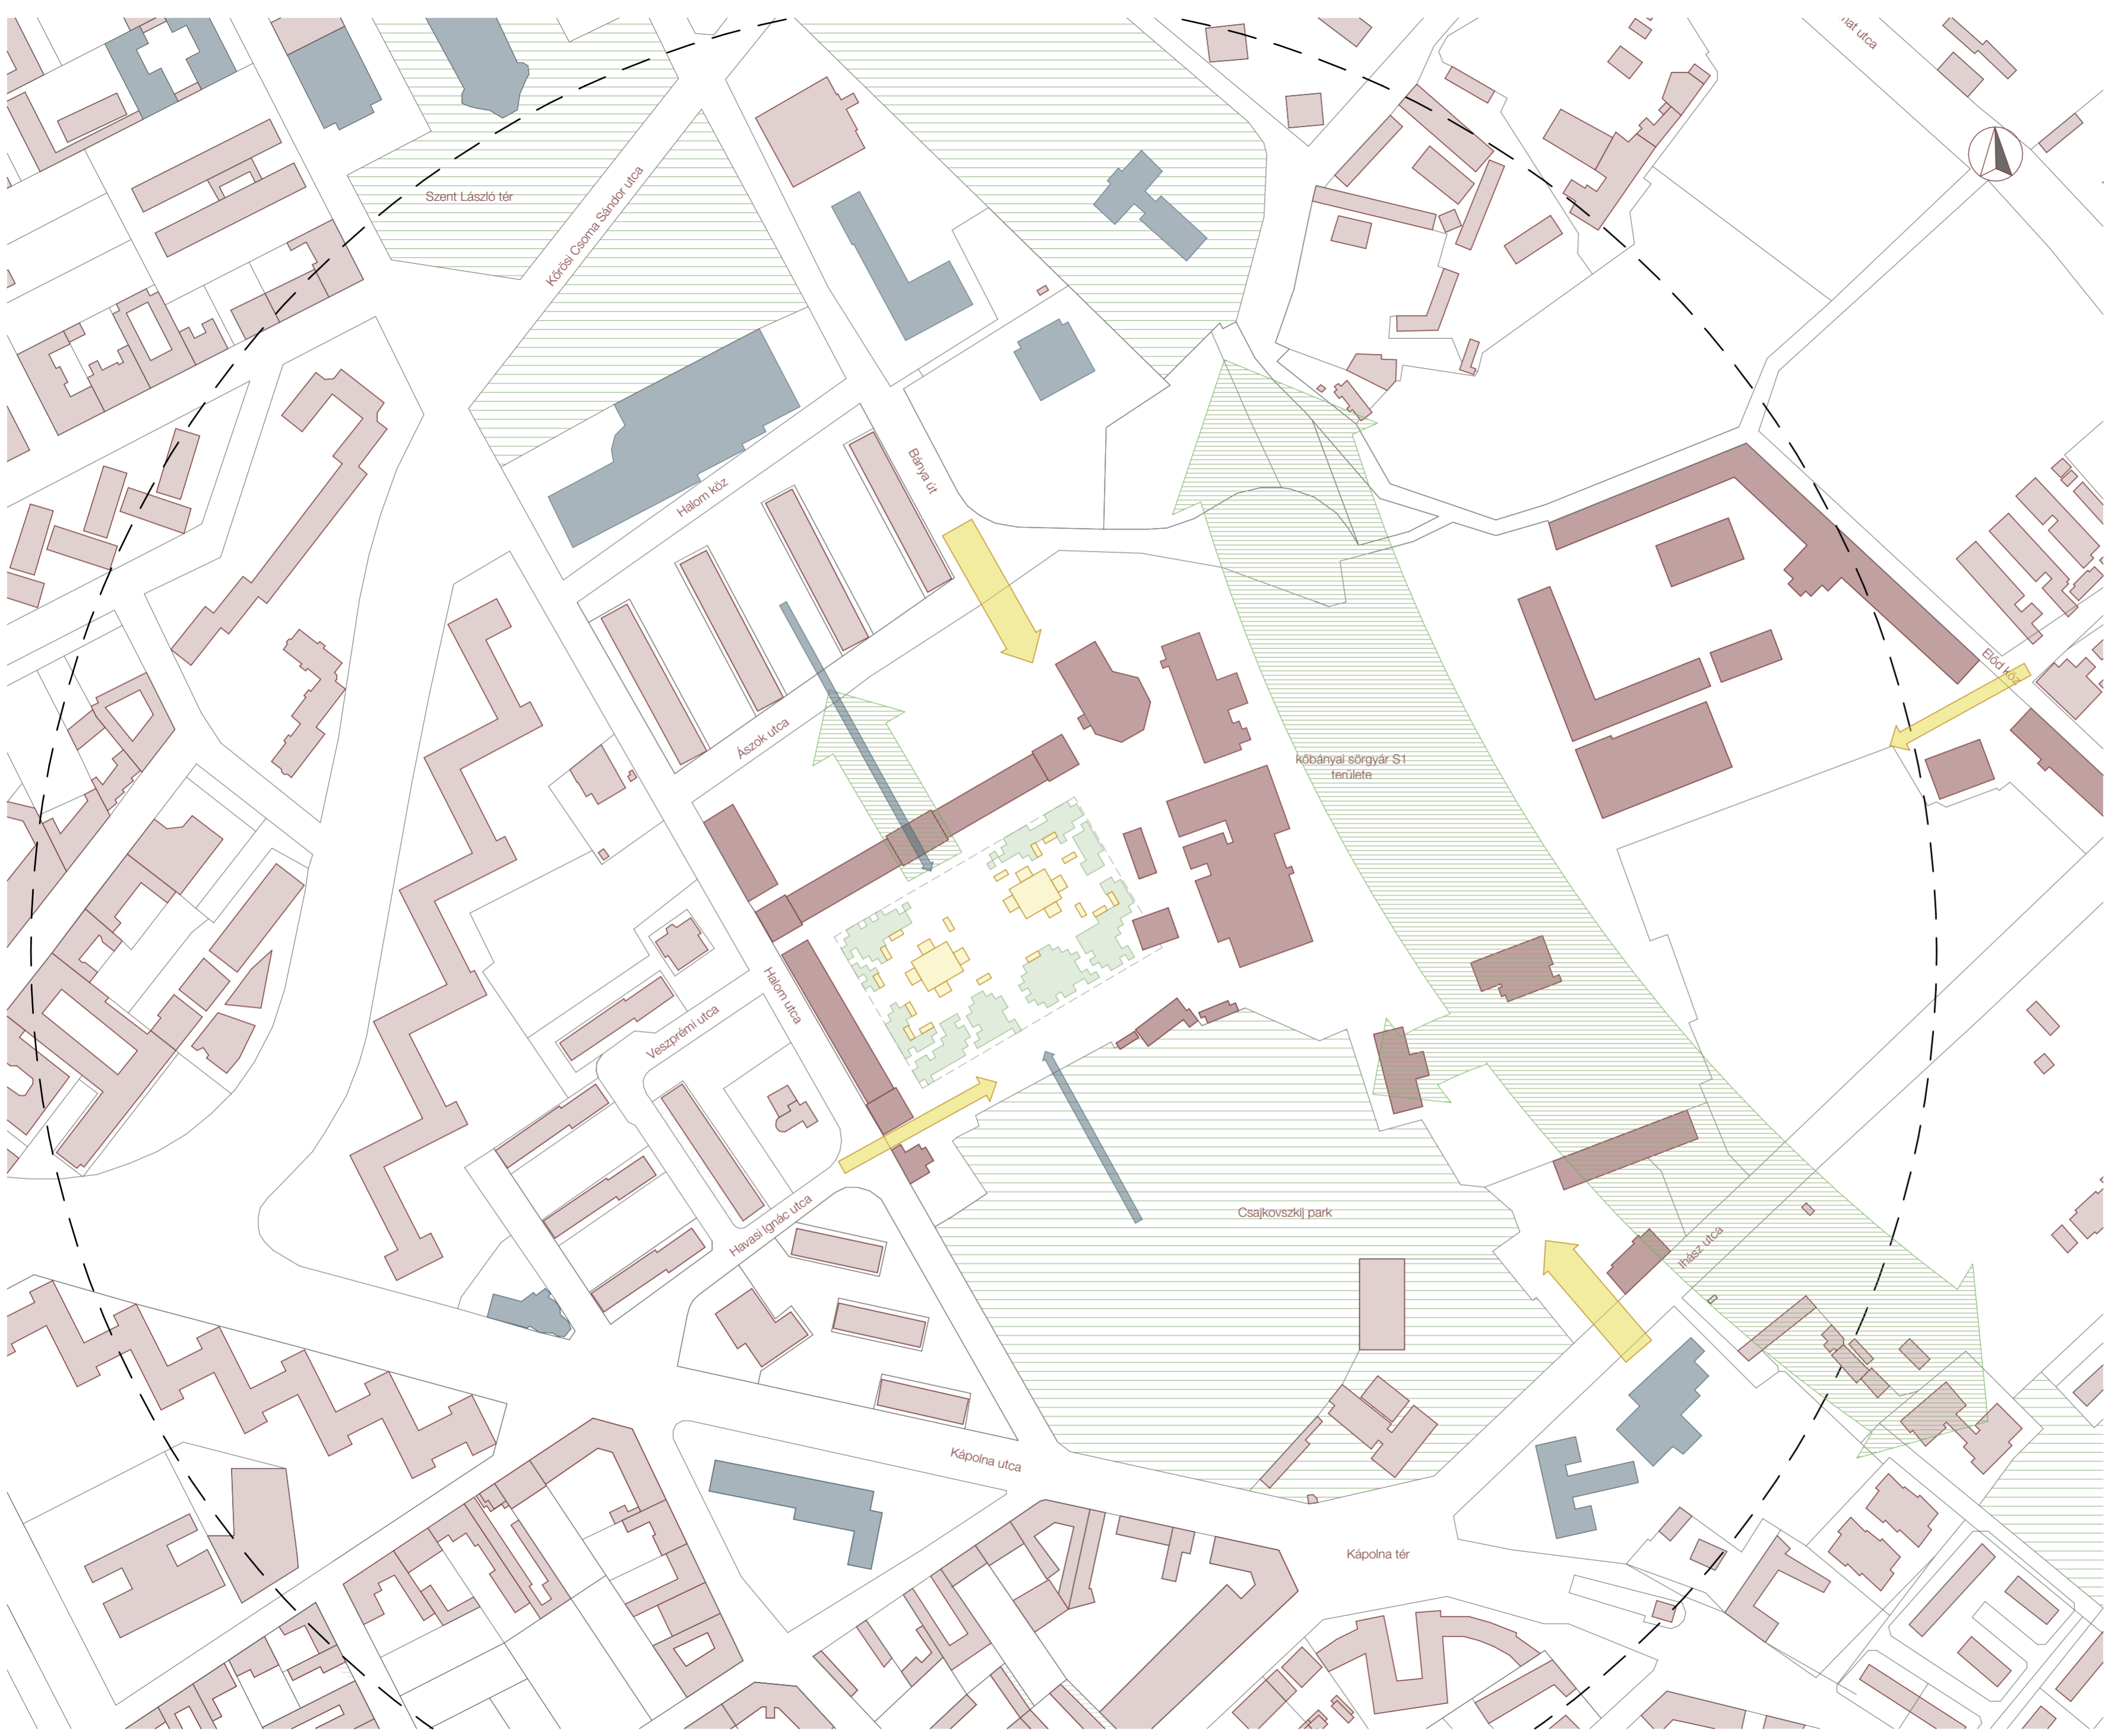 Szent László tér
Kőrösi Csoma Sándor utca
Bánya út
Halom köz
Ászok utca
Előd köz
kőbányai sörgyár S1
területe
Halom utca
Veszprémi utca
Havasi Ignác utca
Csajkovszkij park
Ihász utca
Kápolna utca
Kápolna tér